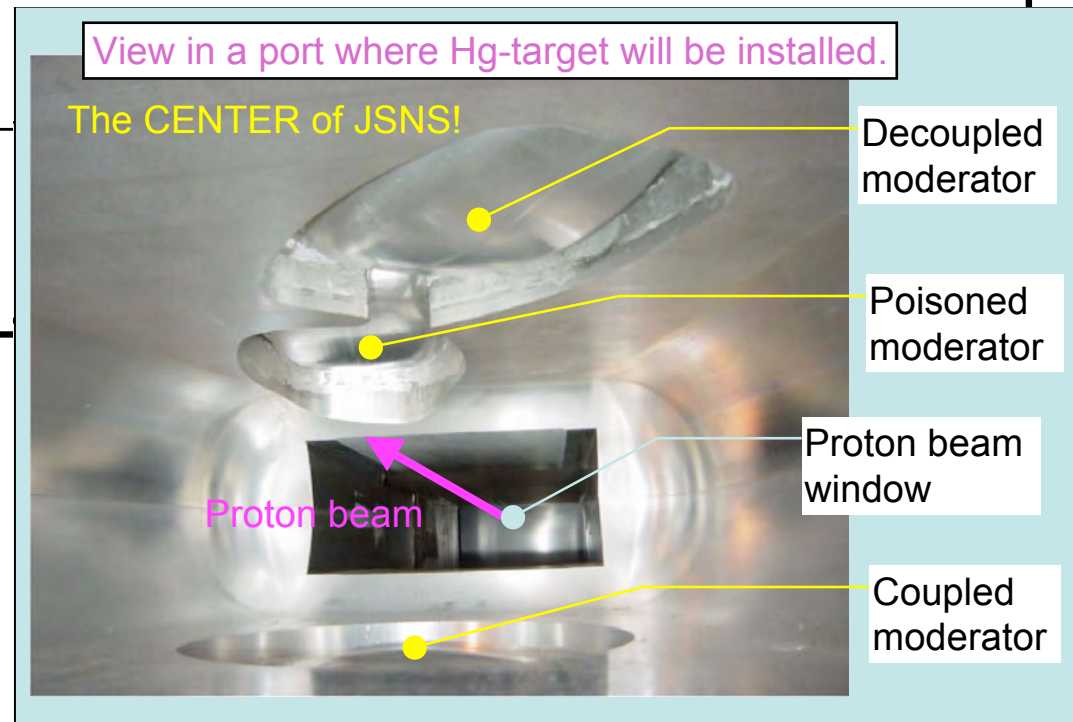 View in a port where Hg-target will be installed.
The CENTER of JSNS!
Decoupled
moderator
Poisoned
moderator
Proton beam
window
Proton beam
Coupled
moderator